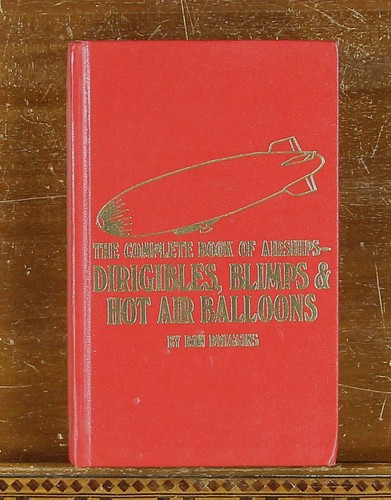 THE COMPLETE BOOK OF AIRSHIPS—
DIRIGIBLES, BLIMPS &
HOT AIR BALLOONS
BY DON DWIGGINS